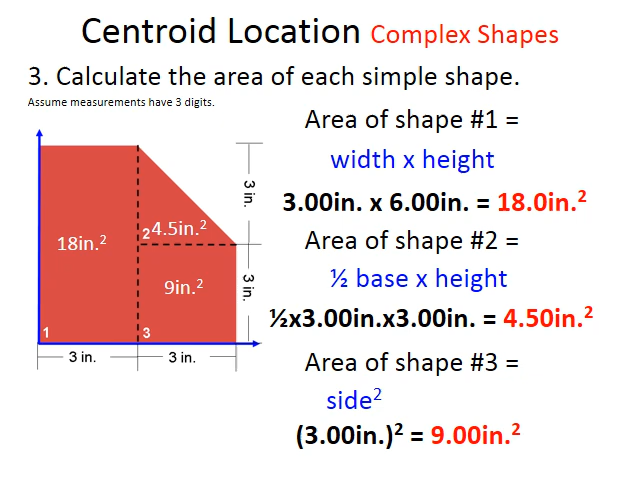 Centroid Location Complex Shapes
3. Calculate the area of each simple shape.
Assume measurements have 3 digits.
Area of shape #1 =
width x height
3.00in. x 6.00in. = 18.0in.²
Area of shape #2 =
½ base x height
½x3.00in.x3.00in. = 4.50in.²
Area of shape #3 =
side²
(3.00in.)² = 9.00in.²
18in.²
2 4.5in.²
9in.²
1
3
3 in.
3 in.
3 in.
3 in.